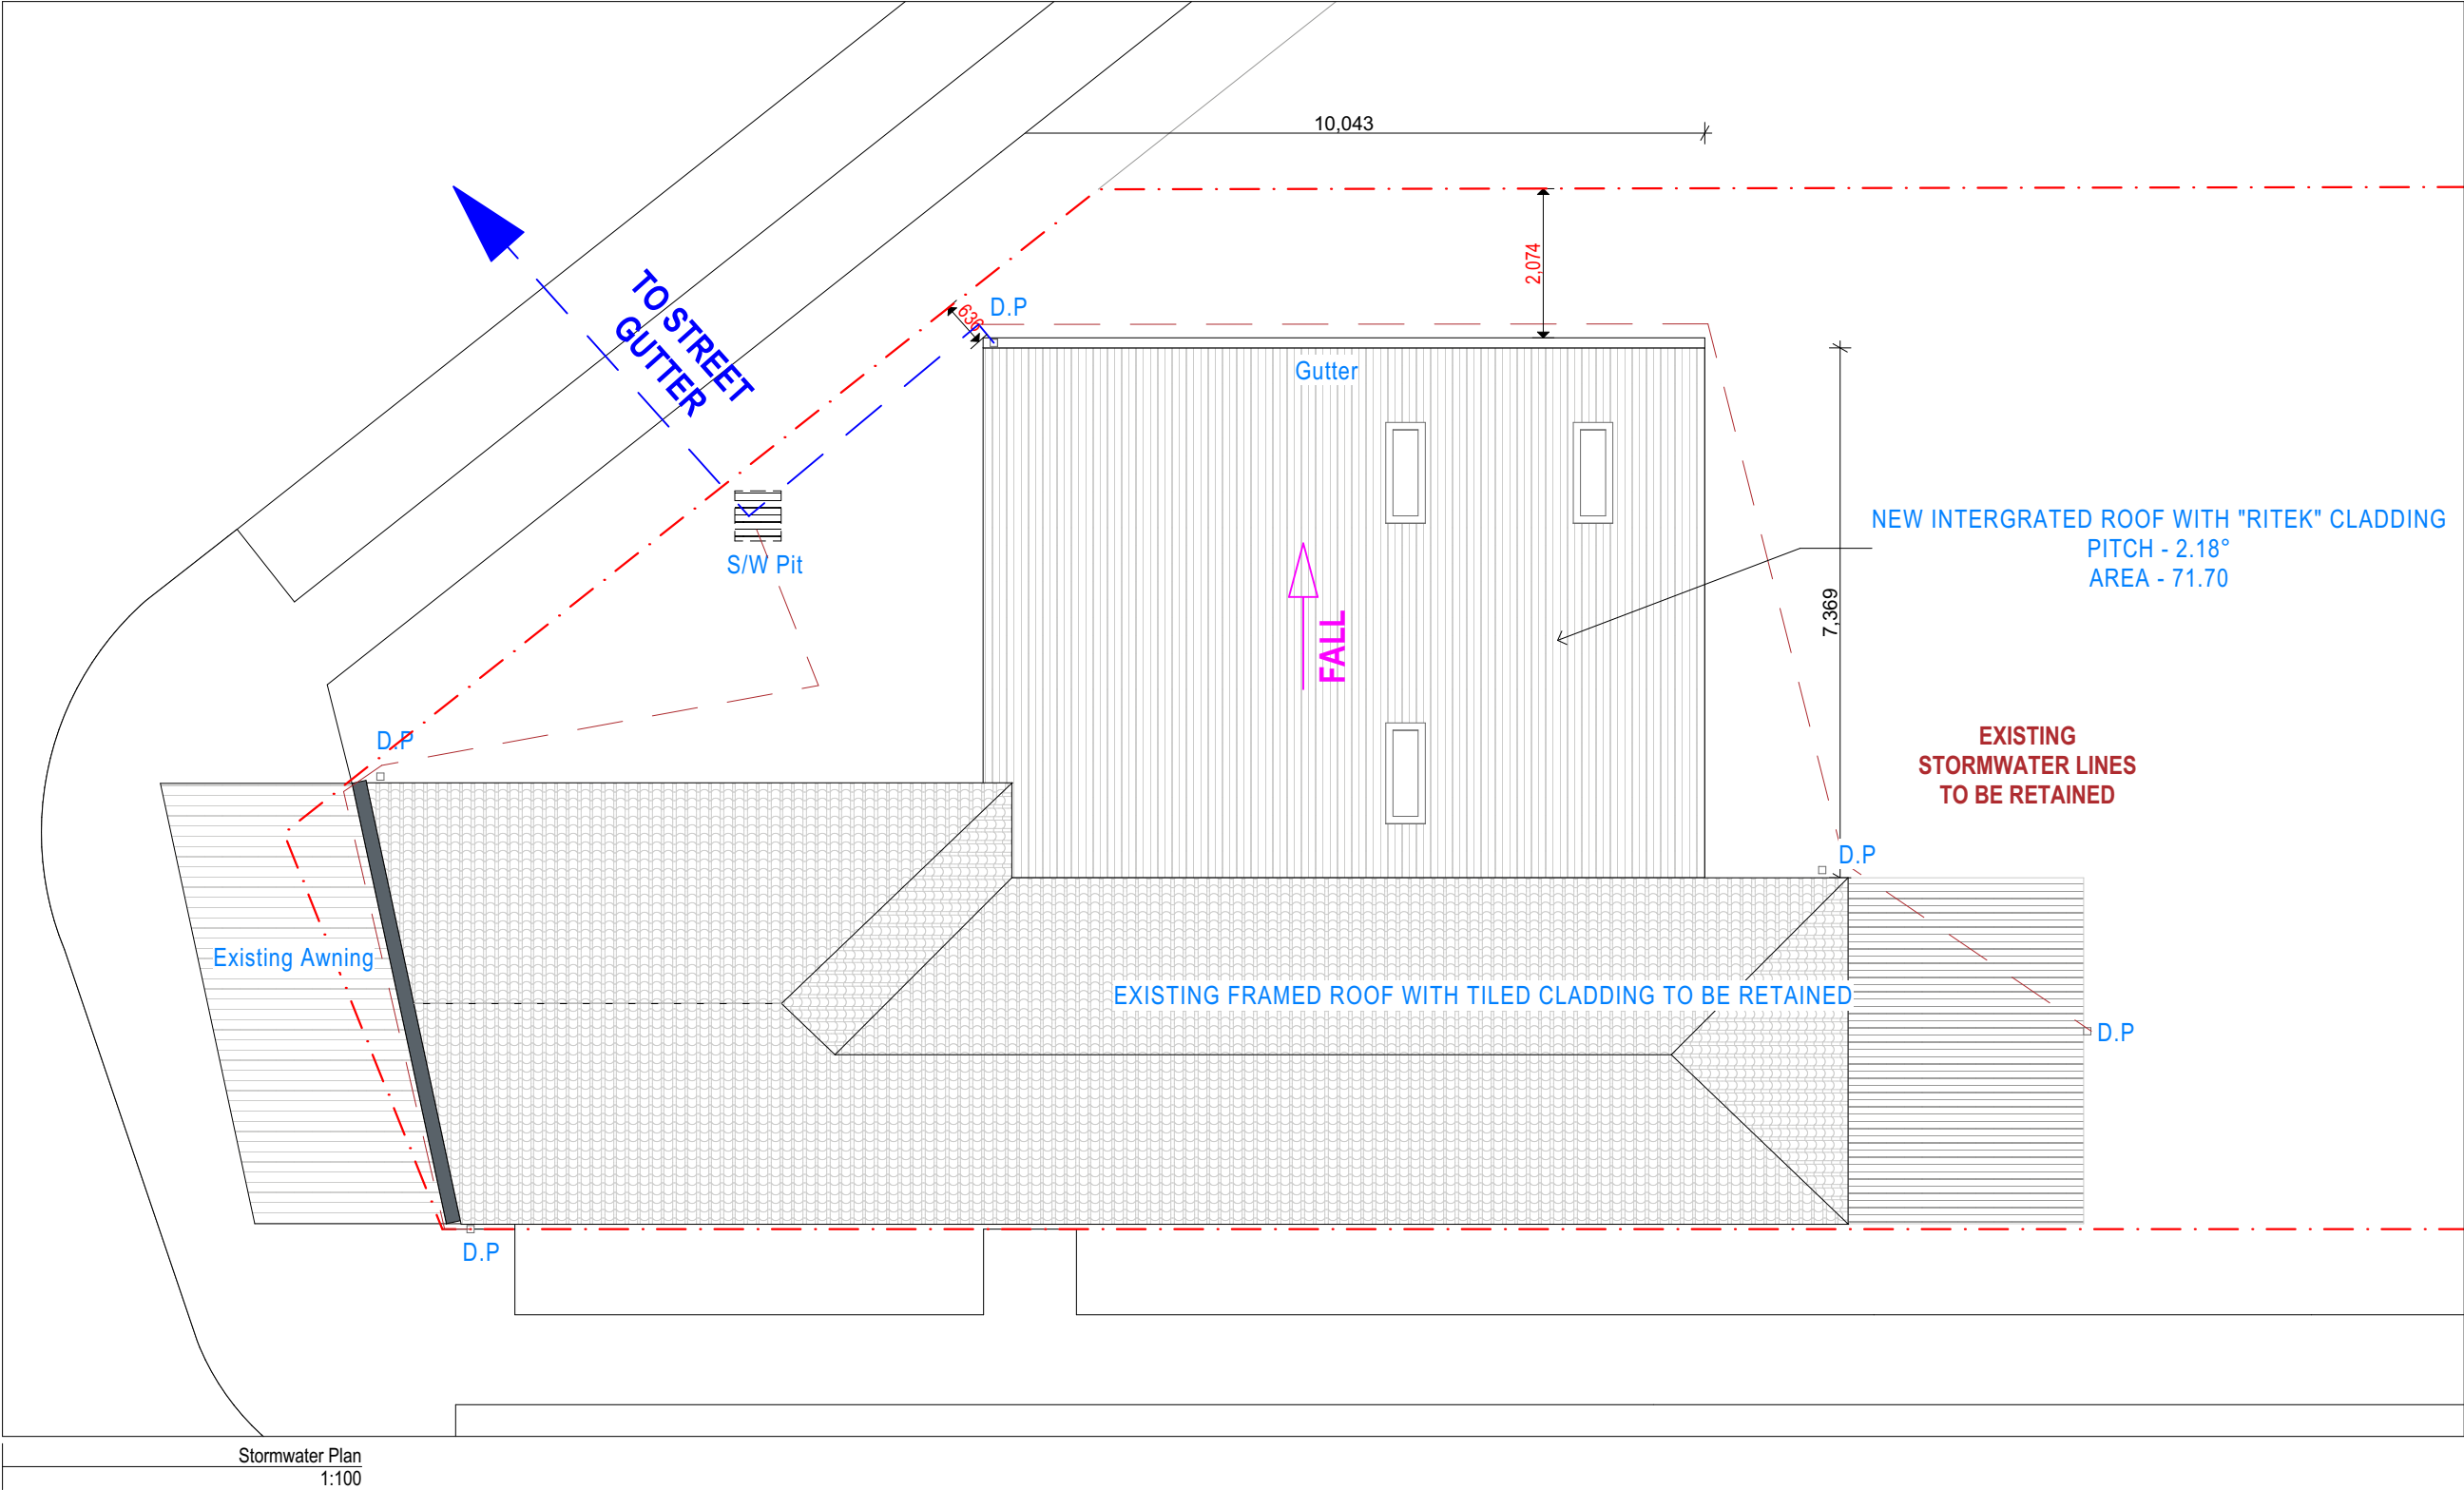 10,043
2,074
TO STREET
GUTTER
636
D.P
Gutter
NEW INTERGRATED ROOF WITH "RITEK" CLADDING
PITCH - 2.18°
AREA - 71.70
S/W Pit
FALL
7,369
EXISTING
STORMWATER LINES
TO BE RETAINED
D.P
D.P
Existing Awning
EXISTING FRAMED ROOF WITH TILED CLADDING TO BE RETAINED
D.P
D.P
Stormwater Plan
1:100